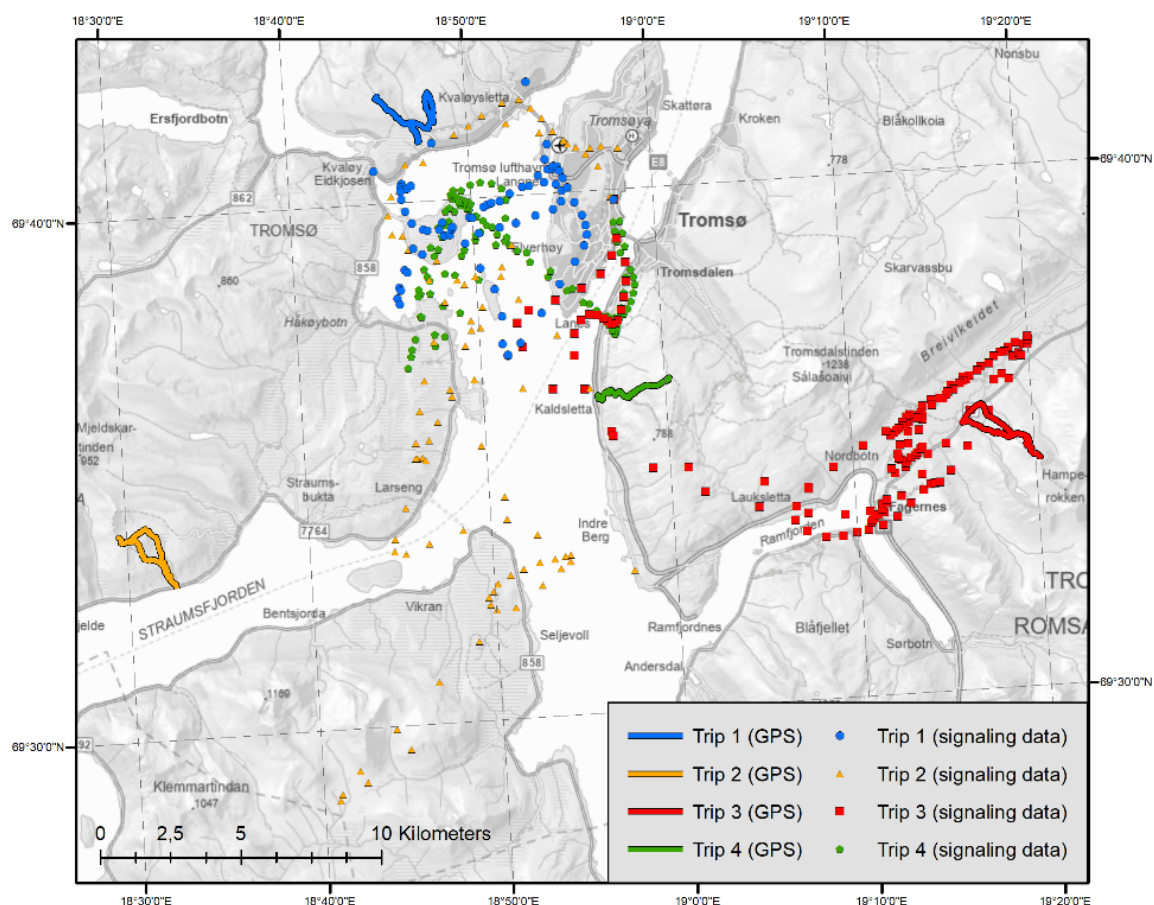 18°30'0"E 18°40'0"E 18°50'0"E 19°0'0"E 19°10'0"E 19°20'0"E
Nonsbu
Kvaløysletta
Skattøra
Ersfjordbotn
Tromsøya
H
Kroken
Blåkollkoia
E8
778
69°40'0"N
Kvaløy
Eidkjosen
Tromsø lufthavn
862
69°40'0"N
TROMSØ
Tromsø
Elverhøy
858
Tromsdalen
Skarvassbu
860
Håkøybotn
Breivikeidet
Tromsdalstinden
1238
Sålašoaivi
Kaldsletta
Mjeldskar-
tinden
952
788
Nordbotn
Straums-
bukta
Larseng
Lauksletta
Hampe-
rokken
Fagernes
7764
Indre
Berg
Ramfjorden
STRAUMSFJORDEN
Bentsjorda
Vikran
jelde
Seljevoll
Ramfjordnes
Blåfjellet
ROMSA
Sørbotn
858
Andersdal
69°30'0"N
1169
69°30'0"N
92
Klemmartindan
1047
0 2,5 5 10 Kilometers
Trip 1 (GPS) Trip 1 (signaling data)
Trip 2 (GPS) Trip 2 (signaling data)
Trip 3 (GPS) Trip 3 (signaling data)
Trip 4 (GPS) Trip 4 (signaling data)
18°30'0"E 18°40'0"E 18°50'0"E 19°0'0"E 19°10'0"E 19°20'0"E